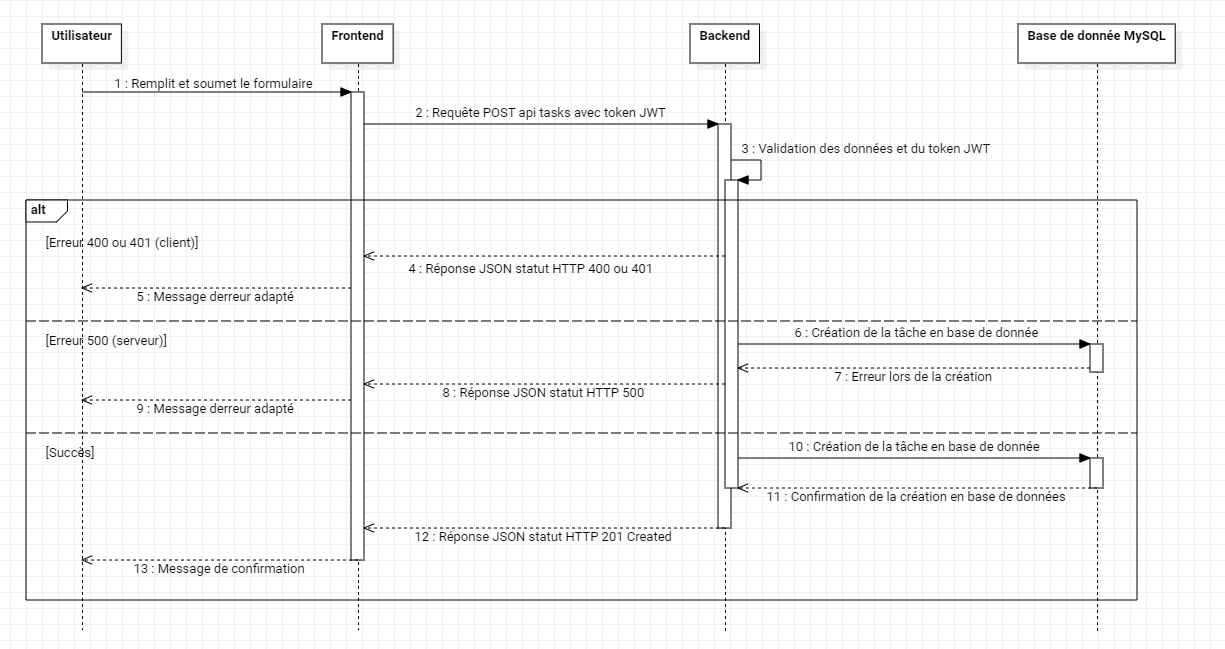 Utilisateur
Frontend
Backend
Base de donnée MySQL
1 : Remplit et soumet le formulaire
2 : Requête POST api tasks avec token JWT
3 : Validation des données et du token JWT
alt
[Erreur 400 ou 401 (client)]
4 : Réponse JSON statut HTTP 400 ou 401
5 : Message derreur adapté
[Erreur 500 (serveur)]
6 : Création de la tâche en base de donnée
7 : Erreur lors de la création
8 : Réponse JSON statut HTTP 500
9 : Message derreur adapté
[Succès]
10 : Création de la tâche en base de donnée
11 : Confirmation de la création en base de données
12 : Réponse JSON statut HTTP 201 Created
13 : Message de confirmation